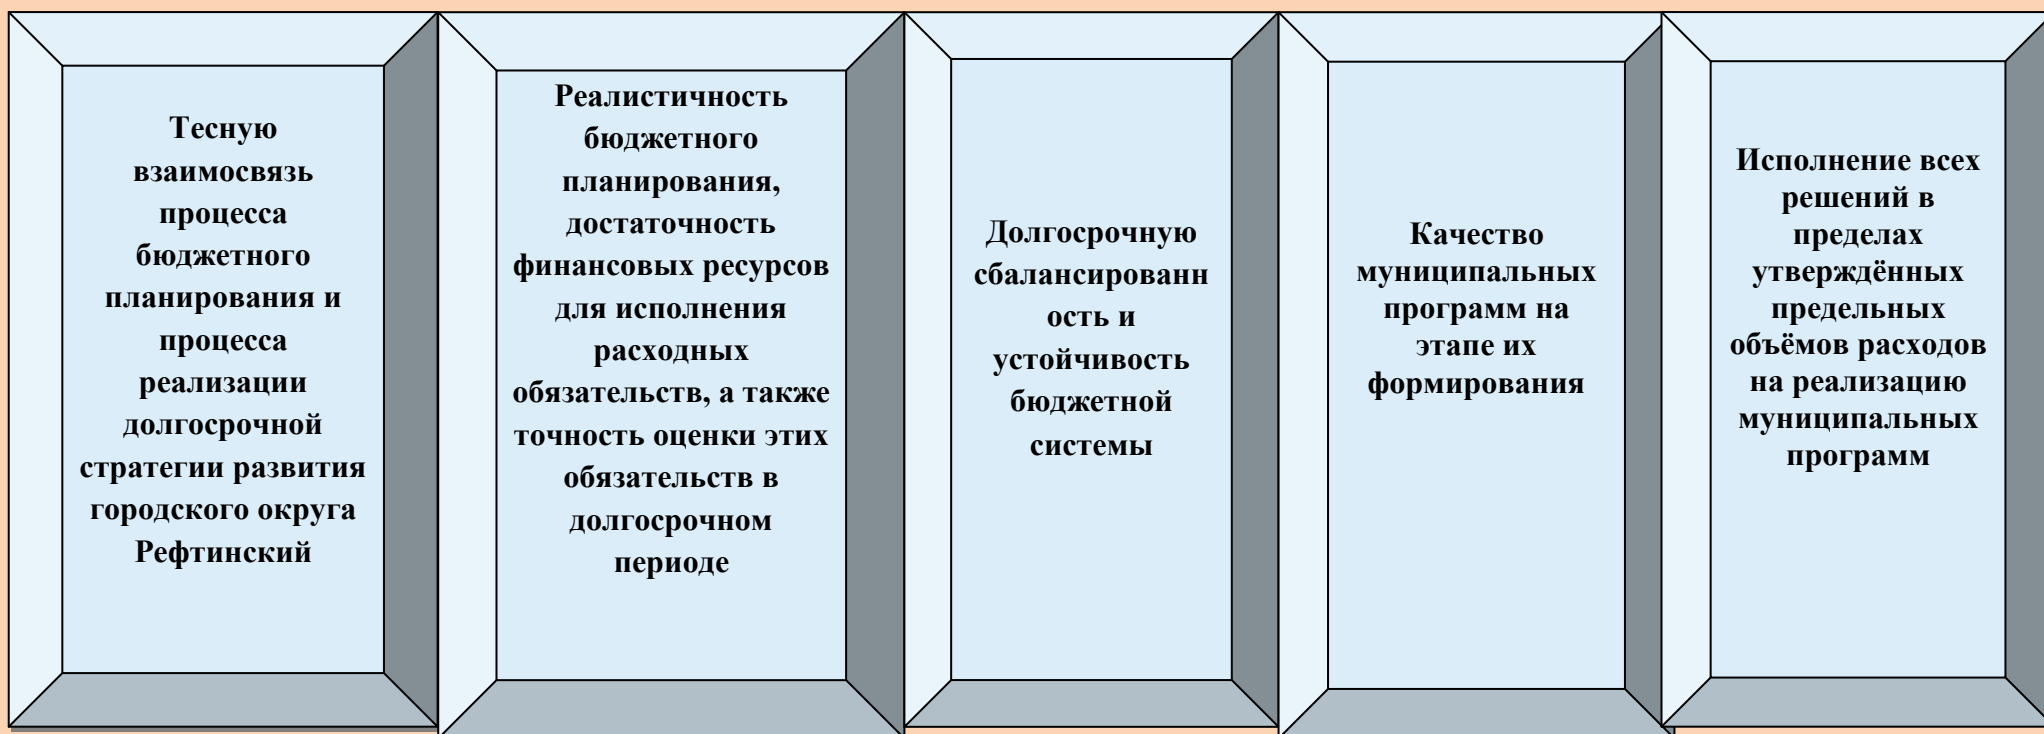 Тесную
взаимосвязь
процесса
бюджетного
планирования и
процесса
реализации
долгосрочной
стратегии развития
городского округа
Рефтинский
Реалистичность
бюджетного
планирования,
достаточность
финансовых ресурсов
для исполнения
расходных
обязательств, а также
точность оценки этих
обязательств в
долгосрочном
периоде
Долгосрочную
сбалансированн
ость и
устойчивость
бюджетной
системы
Качество
муниципальных
программ на
этапе их
формирования
Исполнение всех
решений в
пределах
утверждённых
предельных
объёмов расходов
на реализацию
муниципальных
программ